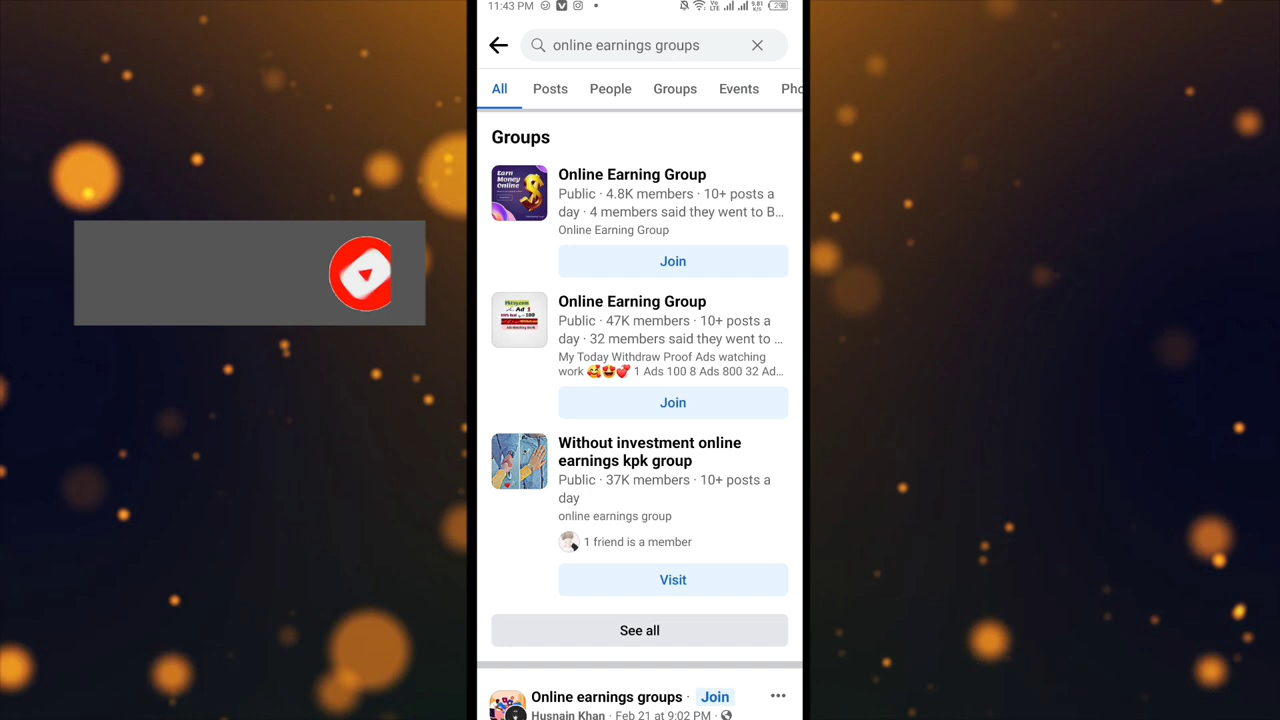 11:43 PM
online earnings groups
All Posts People Groups Events Pho
Groups
Earn
Money
Online
Online Earning Group
Public · 4.8K members · 10+ posts a
day · 4 members said they went to B...
Online Earning Group
Join
Online Earning Group
Public · 47K members · 10+ posts a
day · 32 members said they went to ...
My Today Withdraw Proof Ads watching
work 🥰😍💕 1 Ads 100 8 Ads 800 32 Ad...
Join
Without investment online
earnings kpk group
Public · 37K members · 10+ posts a
day
online earnings group
1 friend is a member
Visit
See all
Online earnings groups · Join
Husnain Khan · Feb 21 at 9:02 PM ·